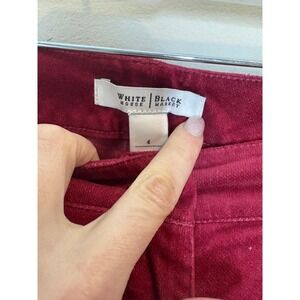 WHITE | BLACK
HOUSE | MARKET
4